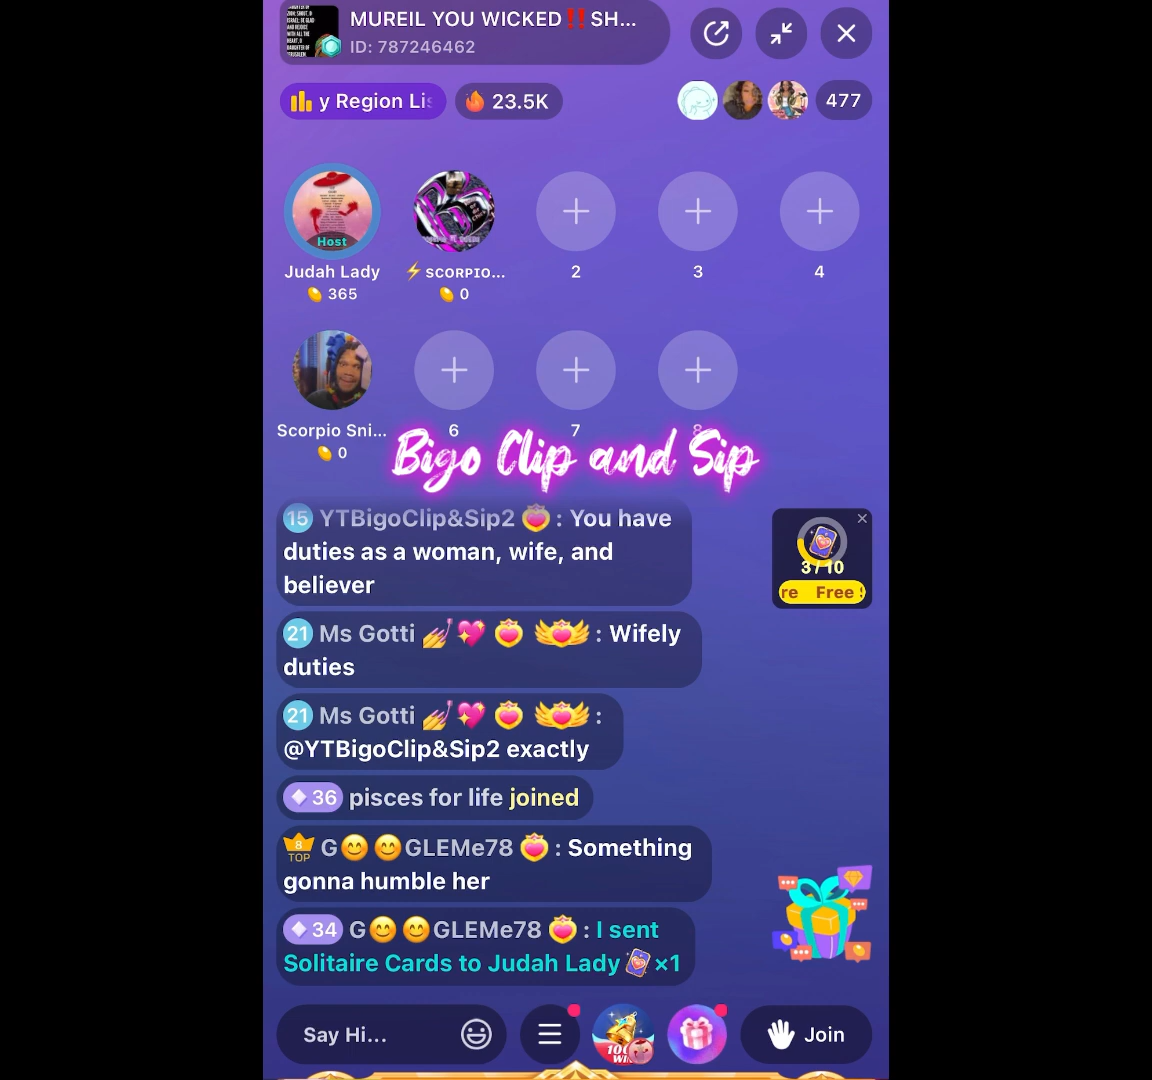 MUREIL YOU WICKED‼️SH...
ID: 787246462
y Region Lis
23.5K
477
Host
Judah Lady
⚡SCORPIO...
2
3
4
365
0
Scorpio Sni...
6
7
8
0
Bigo Clip and Sip
15 YTBigoClip&Sip2 : You have
duties as a woman, wife, and
believer
3/10
re Free
21 Ms Gotti 💅💖 : Wifely
duties
21 Ms Gotti 💅💖 :
@YTBigoClip&Sip2 exactly
36 pisces for life joined
8 TOP G😊 😊GLEMe78 : Something
gonna humble her
34 G😊 😊GLEMe78 : I sent
Solitaire Cards to Judah Lady ×1
Say Hi...
Join